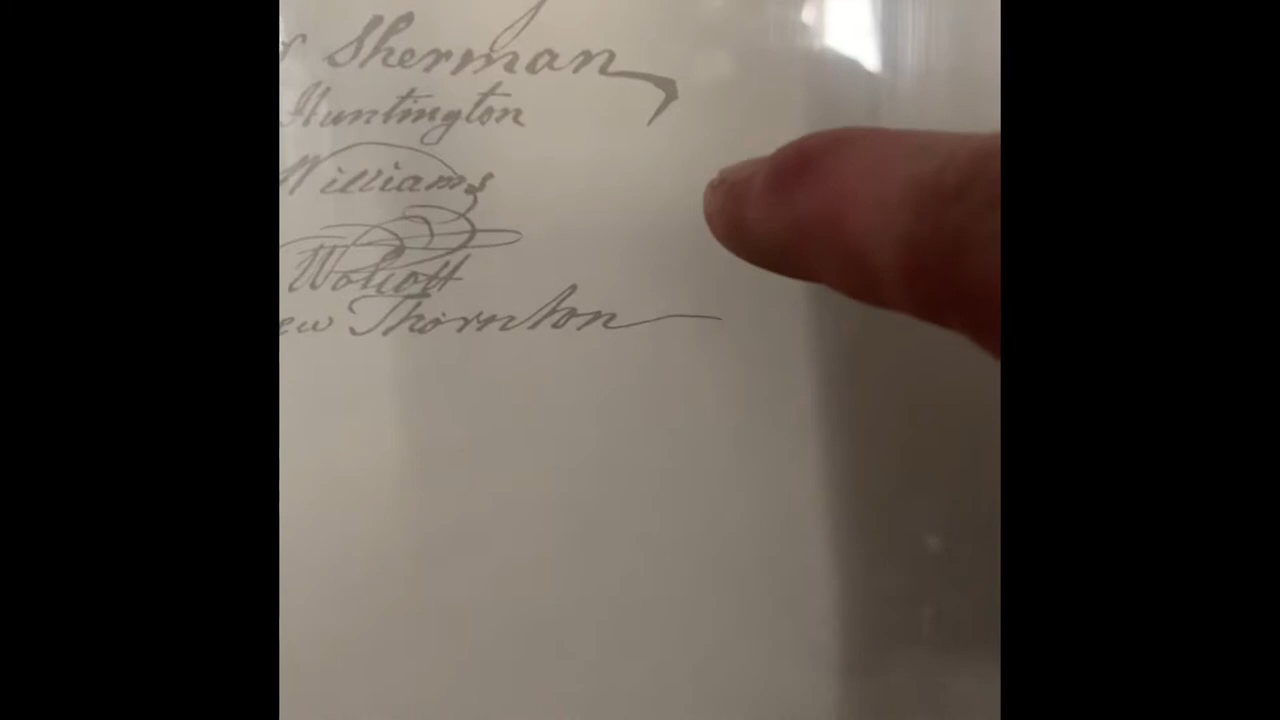 r Sherman
Huntington
Williams
Wolcott
ew Thornton